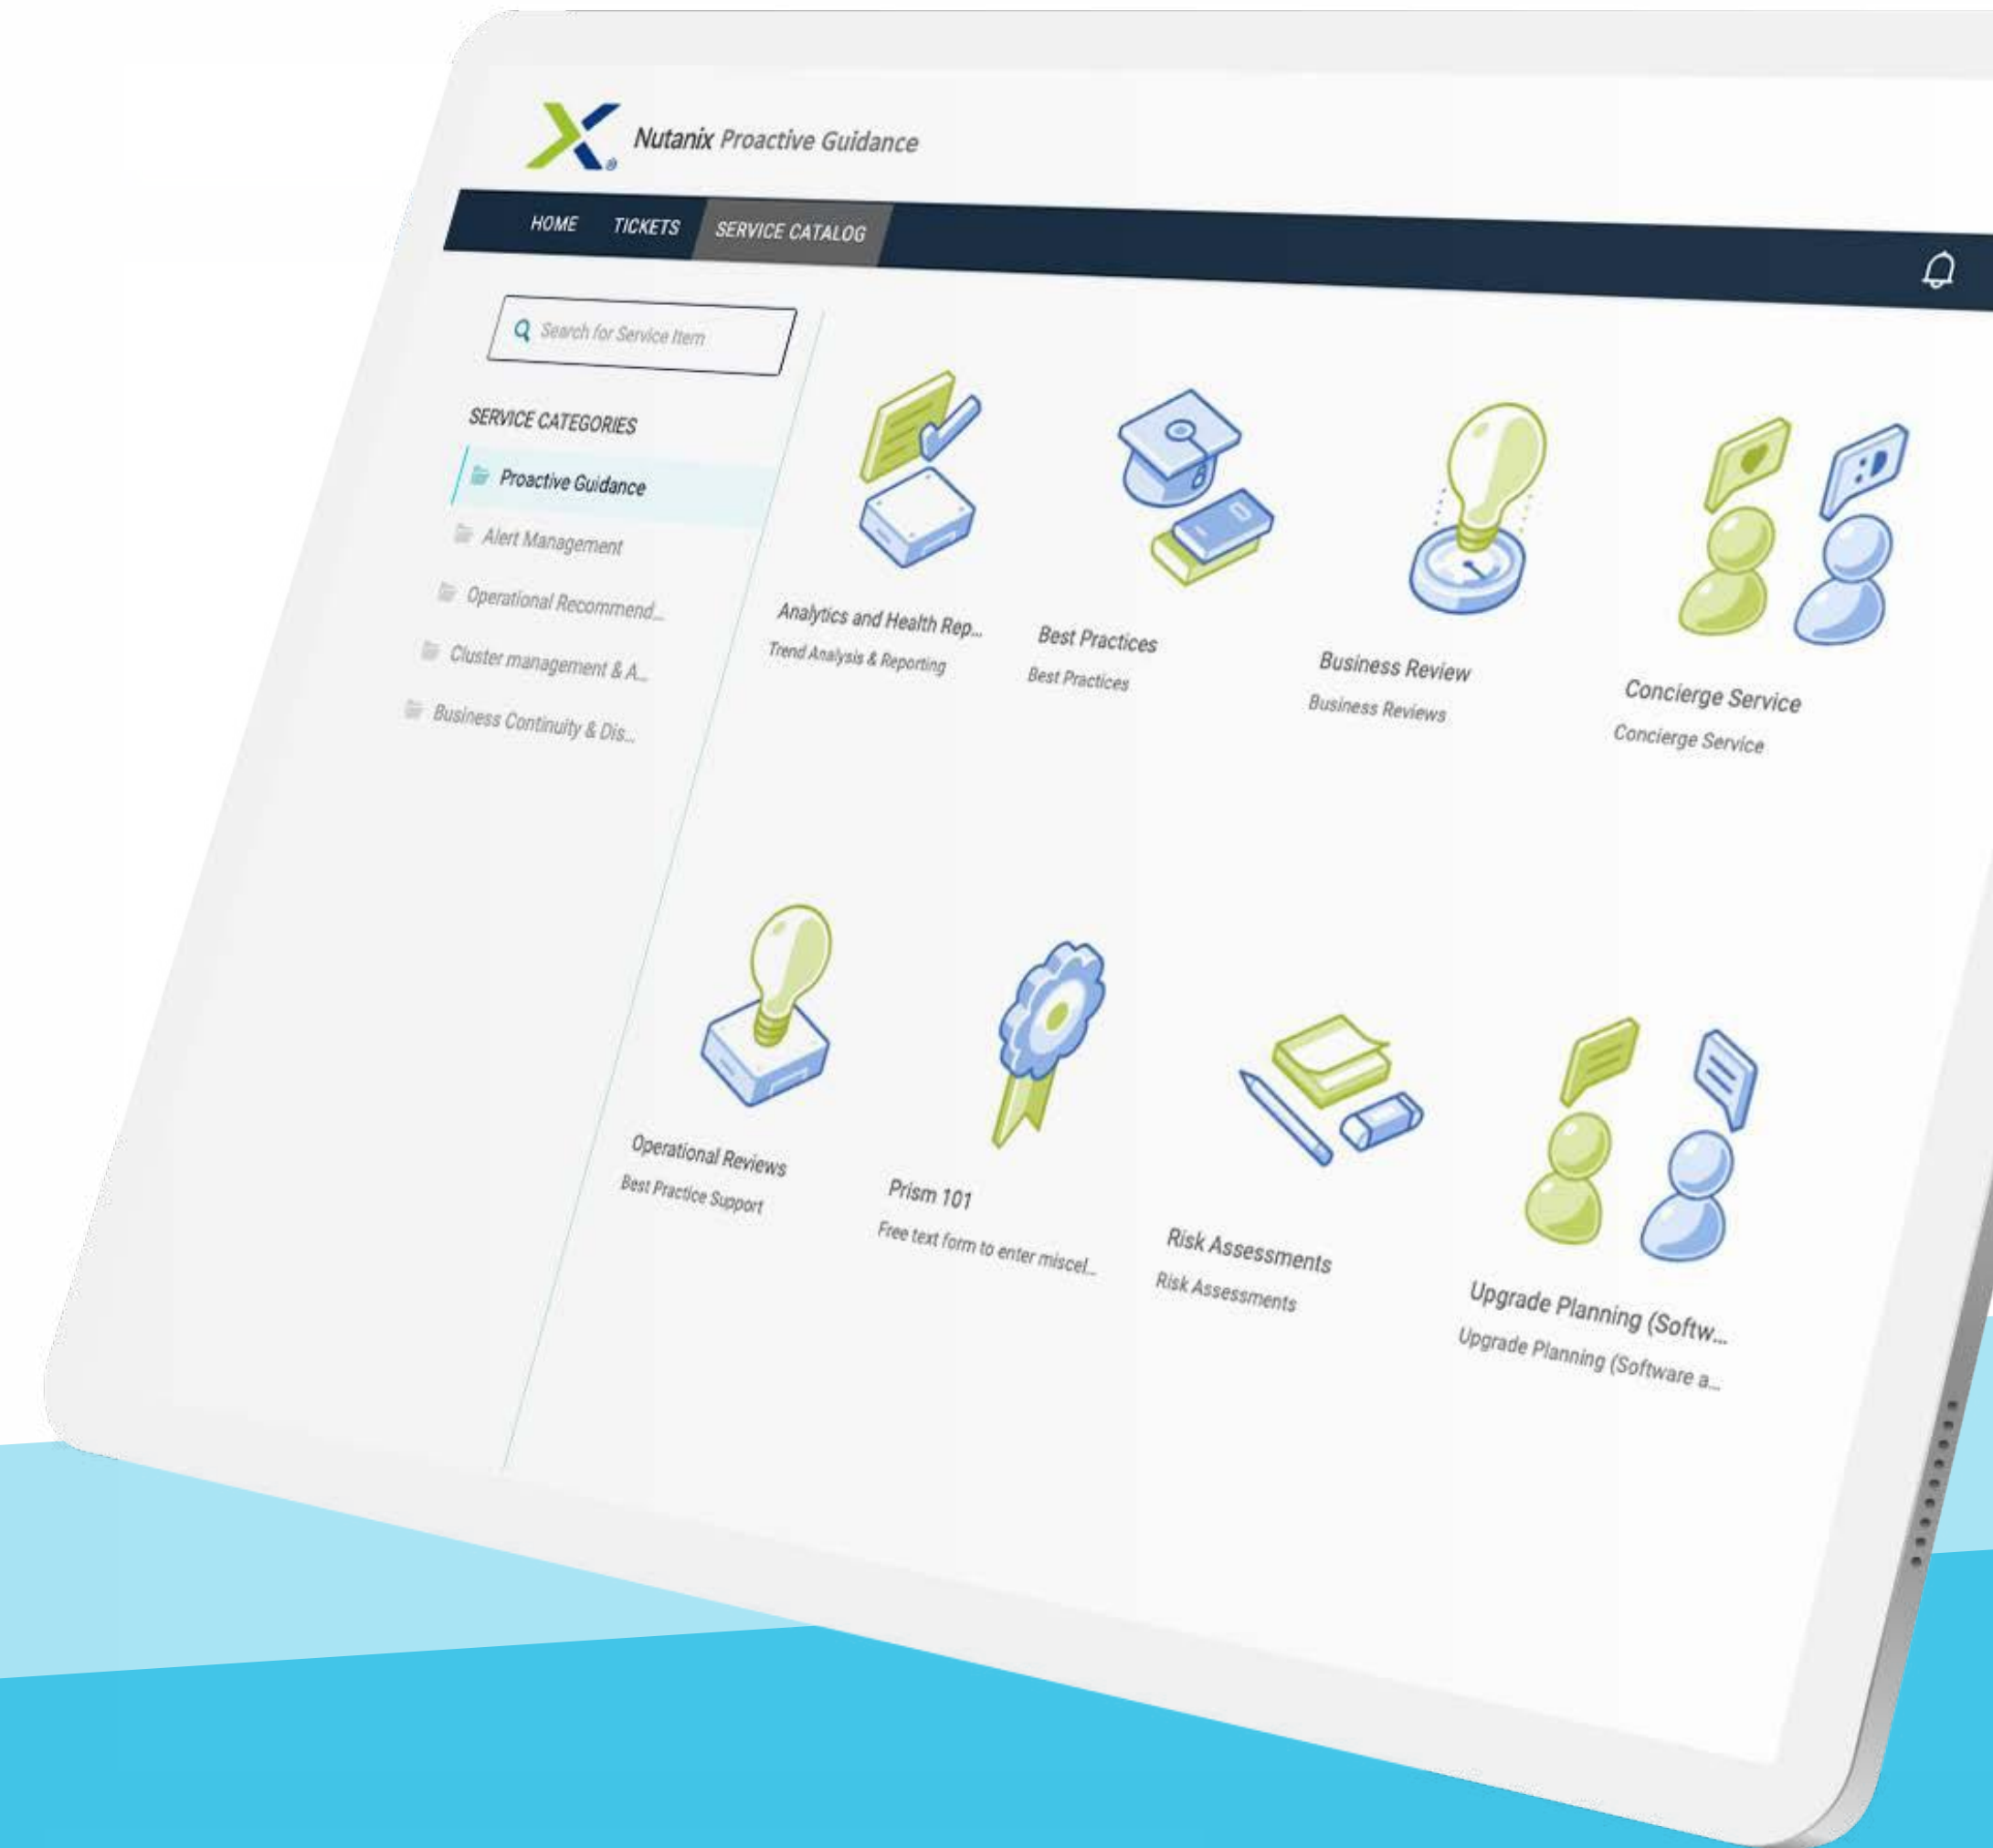 Nutanix Proactive Guidance
HOME TICKETS SERVICE CATALOG
Search for Service Item
SERVICE CATEGORIES
Proactive Guidance
Alert Management
Operational Recommend...
Cluster management & A...
Business Continuity & Dis...
Analytics and Health Rep...
Trend Analysis & Reporting
Best Practices
Best Practices
Business Review
Business Reviews
Concierge Service
Concierge Service
Operational Reviews
Best Practice Support
Prism 101
Free text form to enter miscel...
Risk Assessments
Risk Assessments
Upgrade Planning (Softw...
Upgrade Planning (Software a...